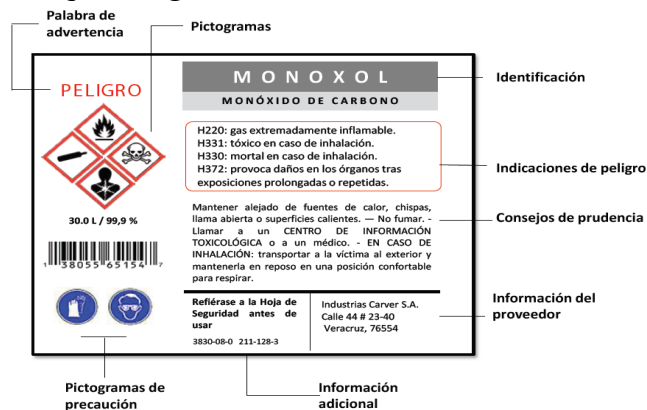 Palabra de
advertencia
Pictogramas
PELIGRO
MONOXOL
MONÓXIDO DE CARBONO
Identificación
H220: gas extremadamente inflamable.
H331: tóxico en caso de inhalación.
H330: mortal en caso de inhalación.
H372: provoca daños en los órganos tras
exposiciones prolongadas o repetidas.
Indicaciones de peligro
30.0 L / 99,9 %
Mantener alejado de fuentes de calor, chispas,
llama abierta o superficies calientes. — No fumar. -
Llamar a un CENTRO DE INFORMACIÓN
TOXICOLÓGICA o a un médico. - EN CASO DE
INHALACIÓN: transportar a la víctima al exterior y
mantenerla en reposo en una posición confortable
para respirar.
Consejos de prudencia
1 38055 65154 7
Refiérase a la Hoja de
Seguridad antes de
usar
3830-08-0 211-128-3
Industrias Carver S.A.
Calle 44 # 23-40
Veracruz, 76554
Información del
proveedor
Pictogramas de
precaución
Información
adicional